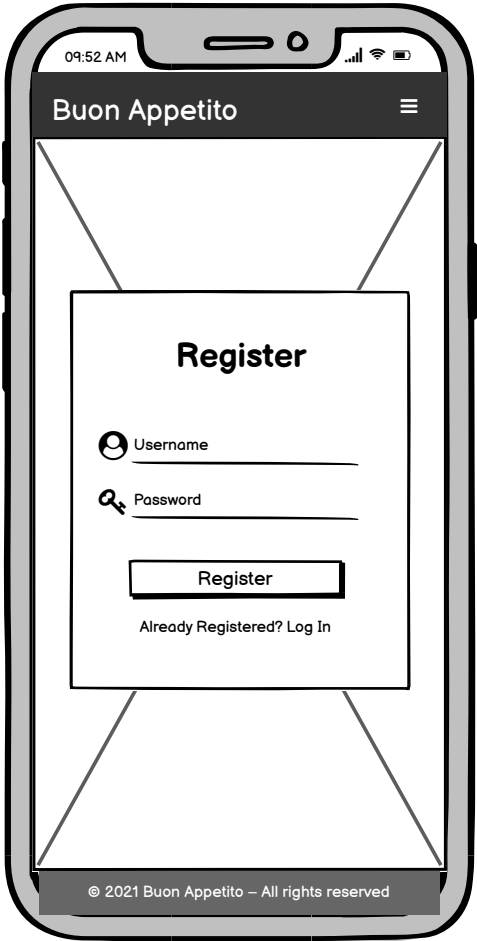 09:52 AM
Buon Appetito
Register
Username
Password
Register
Already Registered? Log In
© 2021 Buon Appetito – All rights reserved